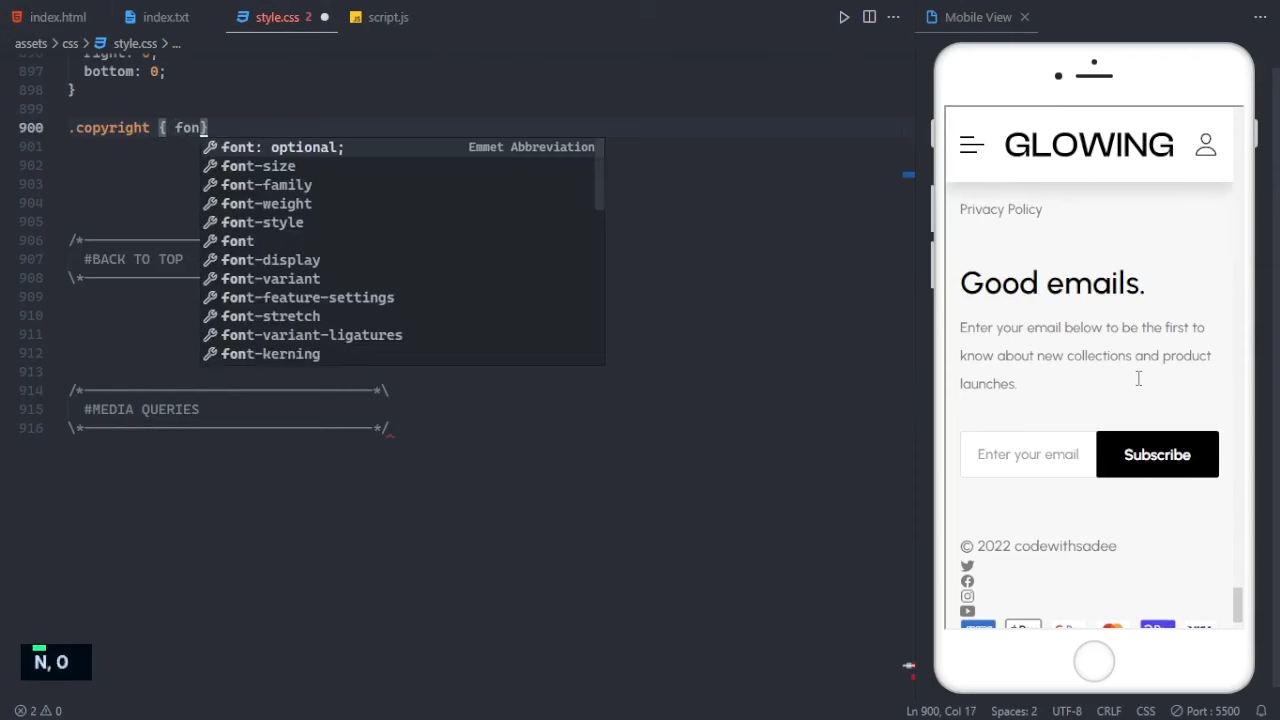 index.html
index.txt
style.css 2
script.js
Mobile View
assets > css > style.css > ...
897 bottom: 0;
898 }
899
900 .copyright { fon}
901
902
903
904
905
906 /*
907 #BACK TO TOP
908 \*
909
910
911
912
913
914 /* *\
915 #MEDIA QUERIES
916 \* */
font: optional; Emmet Abbreviation
font-size
font-family
font-weight
font-style
font
font-display
font-variant
font-feature-settings
font-stretch
font-variant-ligatures
font-kerning
GLOWING
Privacy Policy
Good emails.
Enter your email below to be the first to
know about new collections and product
launches.
Enter your email
Subscribe
© 2022 codewithsadee
N, O
2 0
Ln 900, Col 17
Spaces: 2
UTF-8
CRLF
CSS
Port : 5500